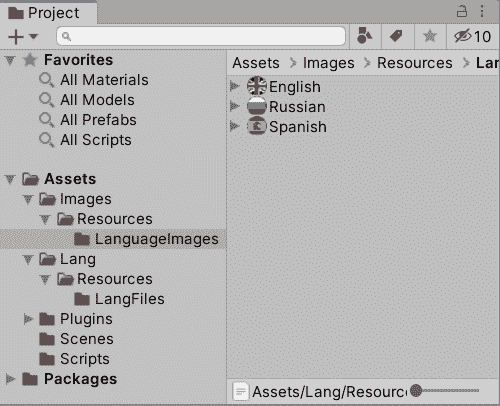 Project
10
Favorites
All Materials
All Models
All Prefabs
All Scripts
Assets
Images
Resources
LanguageImages
Lang
Resources
LangFiles
Plugins
Scenes
Scripts
Packages
Assets > Images > Resources > Lan
English
Russian
Spanish
Assets/Lang/Resourc